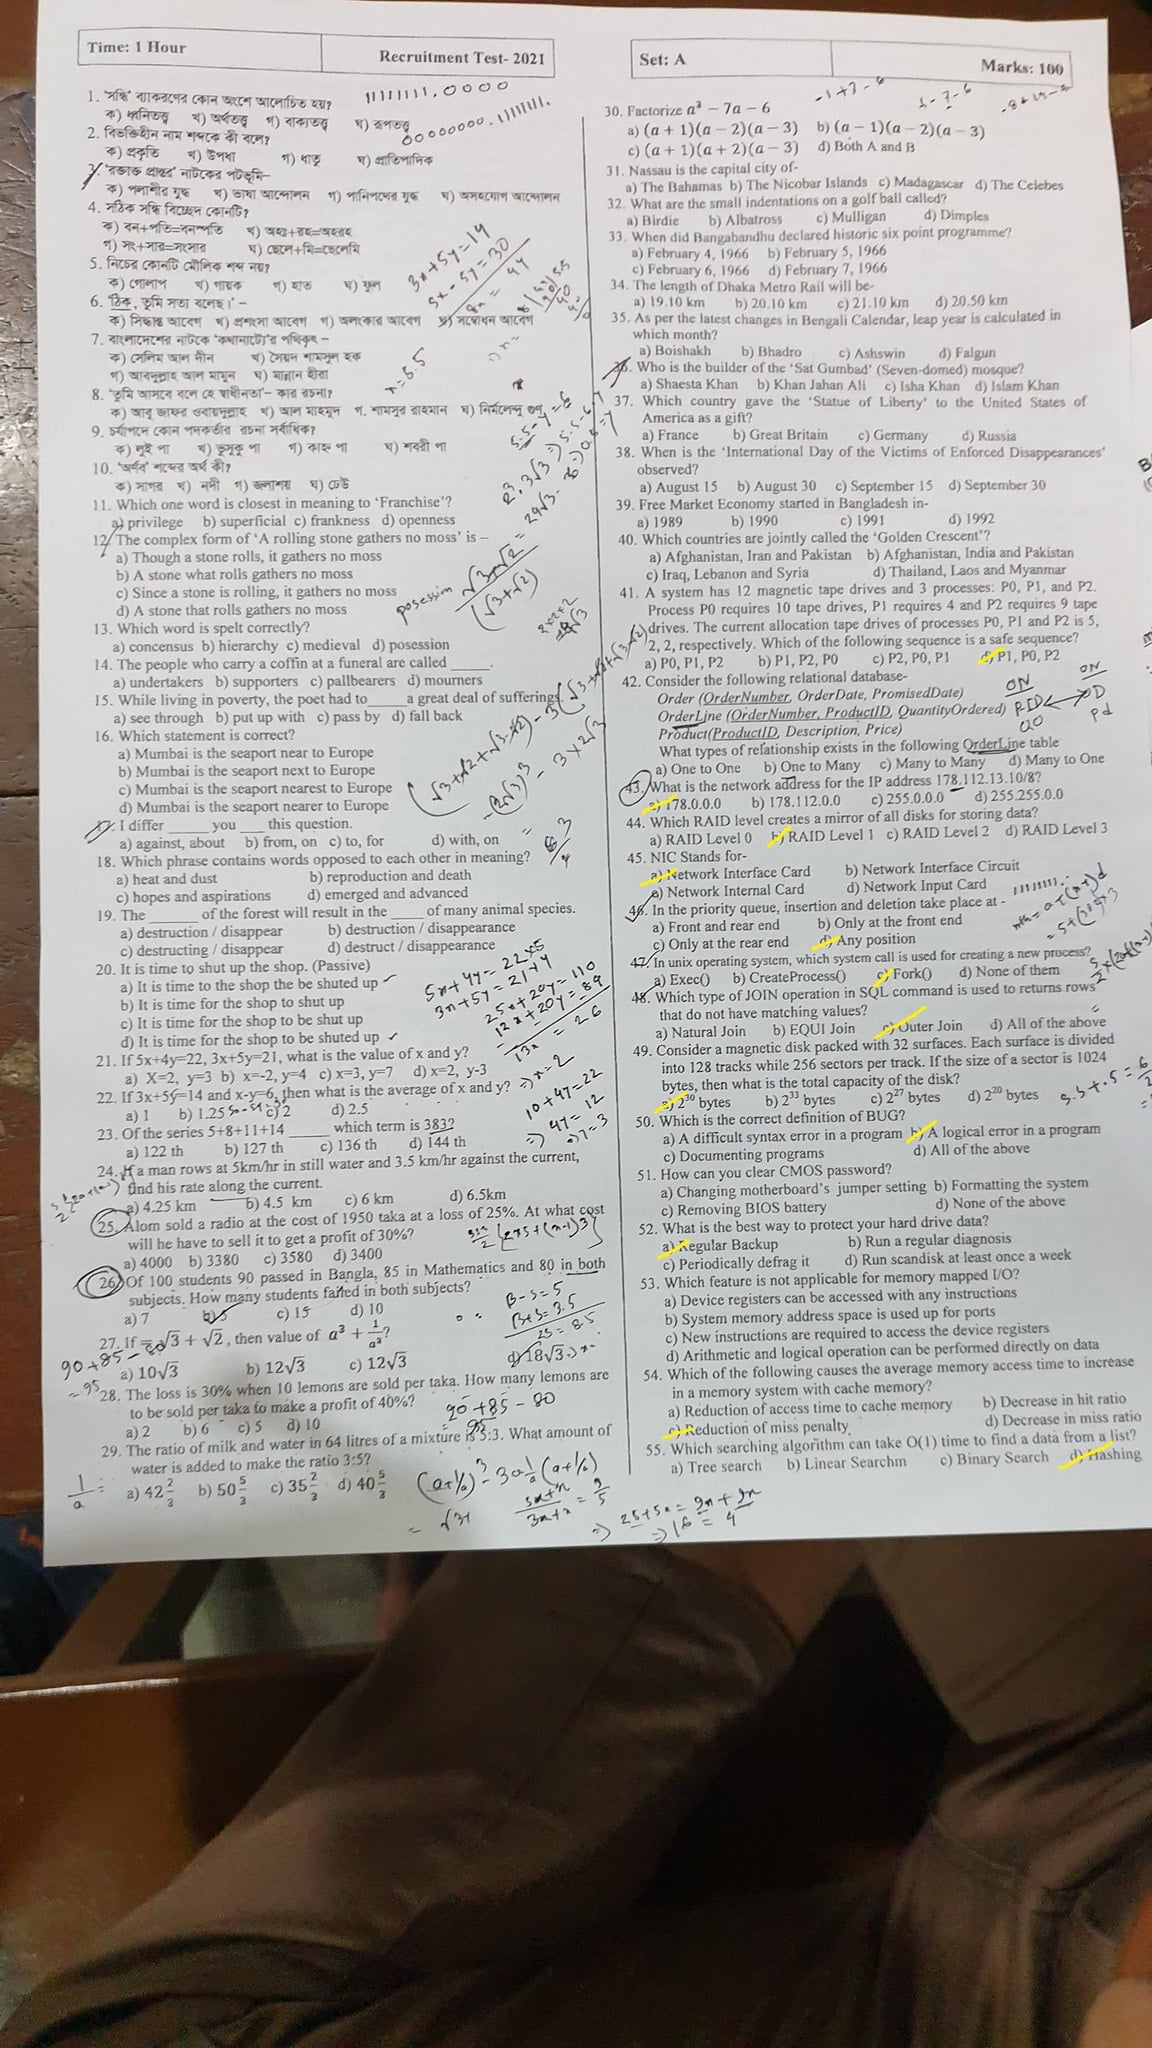 Time: 1 Hour
Recruitment Test- 2021
Set: A
Marks: 100
1. 'সন্ধি' ব্যাকরণের কোন অংশে আলোচিত হয়?
ক) ধ্বনিতত্ত্ব খ) অর্থতত্ত্ব গ) বাক্যতত্ত্ব ঘ) রূপতত্ত্ব
2. বিভক্তিহীন নাম শব্দকে কী বলে?
ক) প্রকৃতি খ) উপধা গ) ধাতু ঘ) প্রাতিপাদিক
3. 'রক্তাক্ত প্রান্তর' নাটকের পটভূমি–
ক) পলাশীর যুদ্ধ খ) ভাষা আন্দোলন গ) পানিপথের যুদ্ধ ঘ) অসহযোগ আন্দোলন
4. সঠিক সন্ধি বিচ্ছেদ কোনটি?
ক) বন+পতি=বনস্পতি খ) অহঃ+রহ=অহরহ
গ) সং+সার=সংসার ঘ) ছেলে+মি=ছেলেমি
5. নিচের কোনটি মৌলিক শব্দ নয়?
ক) গোলাপ খ) গায়ক গ) হাত ঘ) ফুল
6. 'ঠিক, তুমি সত্য বলেছ।' –
ক) সিদ্ধান্ত আবেগ খ) প্রশংসা আবেগ গ) অলংকার আবেগ ঘ) সম্বোধন আবেগ
7. বাংলাদেশের নাটকে 'কথানাট্যে'র পথিকৃৎ –
ক) সেলিম আল দীন খ) সৈয়দ শামসুল হক
গ) আবদুল্লাহ আল মামুন ঘ) মান্নান হীরা
8. 'তুমি আসবে বলে হে স্বাধীনতা'– কার রচনা?
ক) আবু জাফর ওবায়দুল্লাহ খ) আল মাহমুদ গ. শামসুর রাহমান ঘ) নির্মলেন্দু গুণ
9. চর্যাপদে কোন পদকর্তার রচনা সর্বাধিক?
ক) লুই পা খ) ভুসুকু পা গ) কাহ্ন পা ঘ) শবরী পা
10. 'অর্ণব' শব্দের অর্থ কী?
ক) সাগর খ) নদী গ) জলাশয় ঘ) ঢেউ
11. Which one word is closest in meaning to 'Franchise'?
a) privilege b) superficial c) frankness d) openness
12. The complex form of 'A rolling stone gathers no moss' is –
a) Though a stone rolls, it gathers no moss
b) A stone what rolls gathers no moss
c) Since a stone is rolling, it gathers no moss
d) A stone that rolls gathers no moss
13. Which word is spelt correctly?
a) concensus b) hierarchy c) medieval d) posession
14. The people who carry a coffin at a funeral are called ______.
a) undertakers b) supporters c) pallbearers d) mourners
15. While living in poverty, the poet had to_____ a great deal of sufferings.
a) see through b) put up with c) pass by d) fall back
16. Which statement is correct?
a) Mumbai is the seaport near to Europe
b) Mumbai is the seaport next to Europe
c) Mumbai is the seaport nearest to Europe
d) Mumbai is the seaport nearer to Europe
17. I differ _____ you ____ this question.
a) against, about b) from, on c) to, for d) with, on
18. Which phrase contains words opposed to each other in meaning?
a) heat and dust b) reproduction and death
c) hopes and aspirations d) emerged and advanced
19. The ______ of the forest will result in the ____ of many animal species.
a) destruction / disappear b) destruction / disappearance
c) destructing / disappear d) destruct / disappearance
20. It is time to shut up the shop. (Passive)
a) It is time to the shop the be shuted up
b) It is time for the shop to shut up
c) It is time for the shop to be shut up
d) It is time for the shop to be shuted up
21. If 5x+4y=22, 3x+5y=21, what is the value of x and y?
a) X=2, y=3 b) x=-2, y=4 c) x=3, y=7 d) x=2, y-3
22. If 3x+5y=14 and x-y=6, then what is the average of x and y?
a) 1 b) 1.25 c) 2 d) 2.5
23. Of the series 5+8+11+14 ______ which term is 383?
a) 122 th b) 127 th c) 136 th d) 144 th
24. If a man rows at 5km/hr in still water and 3.5 km/hr against the current,
find his rate along the current.
a) 4.25 km b) 4.5 km c) 6 km d) 6.5km
25. Alom sold a radio at the cost of 1950 taka at a loss of 25%. At what cost
will he have to sell it to get a profit of 30%?
a) 4000 b) 3380 c) 3580 d) 3400
26. Of 100 students 90 passed in Bangla, 85 in Mathematics and 80 in both
subjects. How many students failed in both subjects?
a) 7 b) 5 c) 15 d) 10
27. If = √3 + √2, then value of a³ + 1/a³?
a) 10√3 b) 12√3 c) 12√3 d) 18√3
28. The loss is 30% when 10 lemons are sold per taka. How many lemons are
to be sold per taka to make a profit of 40%?
a) 2 b) 6 c) 5 d) 10
29. The ratio of milk and water in 64 litres of a mixture is 5:3. What amount of
water is added to make the ratio 3:5?
a) 42 2/3 b) 50 5/3 c) 35 2/3 d) 40 5/3
30. Factorize a³ − 7a − 6
a) (a + 1)(a − 2)(a − 3) b) (a − 1)(a − 2)(a − 3)
c) (a + 1)(a + 2)(a − 3) d) Both A and B
31. Nassau is the capital city of-
a) The Bahamas b) The Nicobar Islands c) Madagascar d) The Celebes
32. What are the small indentations on a golf ball called?
a) Birdie b) Albatross c) Mulligan d) Dimples
33. When did Bangabandhu declared historic six point programme?
a) February 4, 1966 b) February 5, 1966
c) February 6, 1966 d) February 7, 1966
34. The length of Dhaka Metro Rail will be-
a) 19.10 km b) 20.10 km c) 21.10 km d) 20.50 km
35. As per the latest changes in Bengali Calendar, leap year is calculated in
which month?
a) Boishakh b) Bhadro c) Ashswin d) Falgun
36. Who is the builder of the 'Sat Gumbad' (Seven-domed) mosque?
a) Shaesta Khan b) Khan Jahan Ali c) Isha Khan d) Islam Khan
37. Which country gave the 'Statue of Liberty' to the United States of
America as a gift?
a) France b) Great Britain c) Germany d) Russia
38. When is the 'International Day of the Victims of Enforced Disappearances'
observed?
a) August 15 b) August 30 c) September 15 d) September 30
39. Free Market Economy started in Bangladesh in-
a) 1989 b) 1990 c) 1991 d) 1992
40. Which countries are jointly called the 'Golden Crescent'?
a) Afghanistan, Iran and Pakistan b) Afghanistan, India and Pakistan
c) Iraq, Lebanon and Syria d) Thailand, Laos and Myanmar
41. A system has 12 magnetic tape drives and 3 processes: P0, P1, and P2.
Process P0 requires 10 tape drives, P1 requires 4 and P2 requires 9 tape
drives. The current allocation tape drives of processes P0, P1 and P2 is 5,
2, 2, respectively. Which of the following sequence is a safe sequence?
a) P0, P1, P2 b) P1, P2, P0 c) P2, P0, P1 d) P1, P0, P2
42. Consider the following relational database-
Order (OrderNumber, OrderDate, PromisedDate)
OrderLine (OrderNumber, ProductID, QuantityOrdered)
Product(ProductID, Description, Price)
What types of relationship exists in the following OrderLine table
a) One to One b) One to Many c) Many to Many d) Many to One
43. What is the network address for the IP address 178.112.13.10/8?
a) 178.0.0.0 b) 178.112.0.0 c) 255.0.0.0 d) 255.255.0.0
44. Which RAID level creates a mirror of all disks for storing data?
a) RAID Level 0 b) RAID Level 1 c) RAID Level 2 d) RAID Level 3
45. NIC Stands for-
a) Network Interface Card b) Network Interface Circuit
c) Network Internal Card d) Network Input Card
46. In the priority queue, insertion and deletion take place at -
a) Front and rear end b) Only at the front end
c) Only at the rear end d) Any position
47. In unix operating system, which system call is used for creating a new process?
a) Exec() b) CreateProcess() c) Fork() d) None of them
48. Which type of JOIN operation in SQL command is used to returns rows
that do not have matching values?
a) Natural Join b) EQUI Join c) Outer Join d) All of the above
49. Consider a magnetic disk packed with 32 surfaces. Each surface is divided
into 128 tracks while 256 sectors per track. If the size of a sector is 1024
bytes, then what is the total capacity of the disk?
a) 2³⁰ bytes b) 2³³ bytes c) 2²⁷ bytes d) 2²⁰ bytes
50. Which is the correct definition of BUG?
a) A difficult syntax error in a program b) A logical error in a program
c) Documenting programs d) All of the above
51. How can you clear CMOS password?
a) Changing motherboard's jumper setting b) Formatting the system
c) Removing BIOS battery d) None of the above
52. What is the best way to protect your hard drive data?
a) Regular Backup b) Run a regular diagnosis
c) Periodically defrag it d) Run scandisk at least once a week
53. Which feature is not applicable for memory mapped I/O?
a) Device registers can be accessed with any instructions
b) System memory address space is used up for ports
c) New instructions are required to access the device registers
d) Arithmetic and logical operation can be performed directly on data
54. Which of the following causes the average memory access time to increase
in a memory system with cache memory?
a) Reduction of access time to cache memory b) Decrease in hit ratio
c) Reduction of miss penalty d) Decrease in miss ratio
55. Which searching algorithm can take O(1) time to find a data from a list?
a) Tree search b) Linear Searchm c) Binary Search d) Hashing